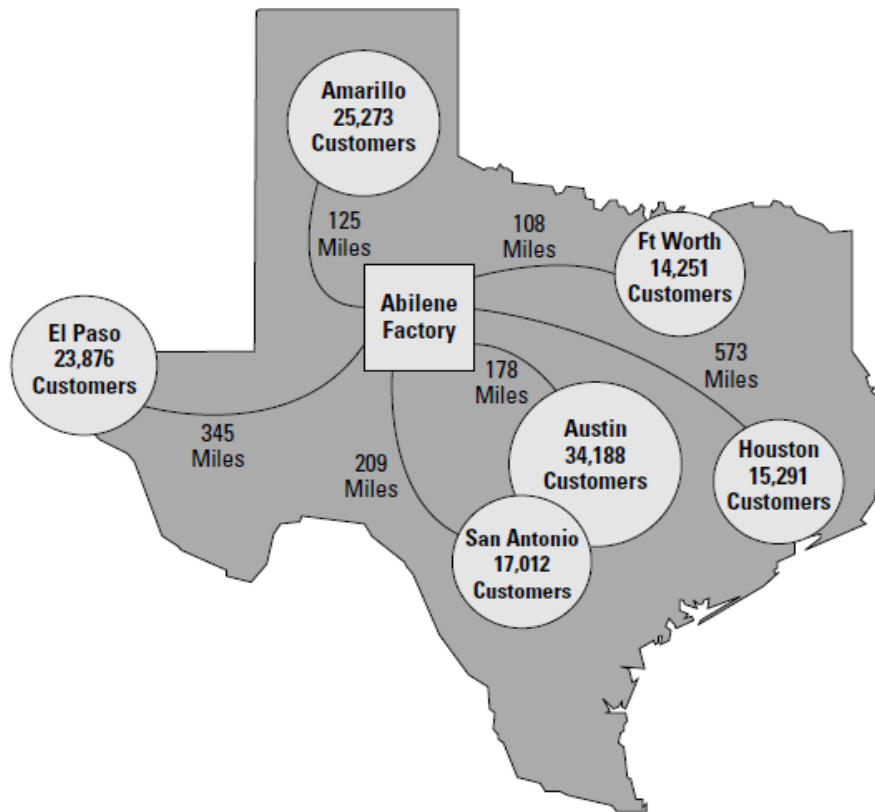 Amarillo
25,273
Customers
125
Miles
108
Miles
Ft Worth
14,251
Customers
Abilene
Factory
El Paso
23,876
Customers
573
Miles
178
Miles
345
Miles
209
Miles
Austin
34,188
Customers
Houston
15,291
Customers
San Antonio
17,012
Customers